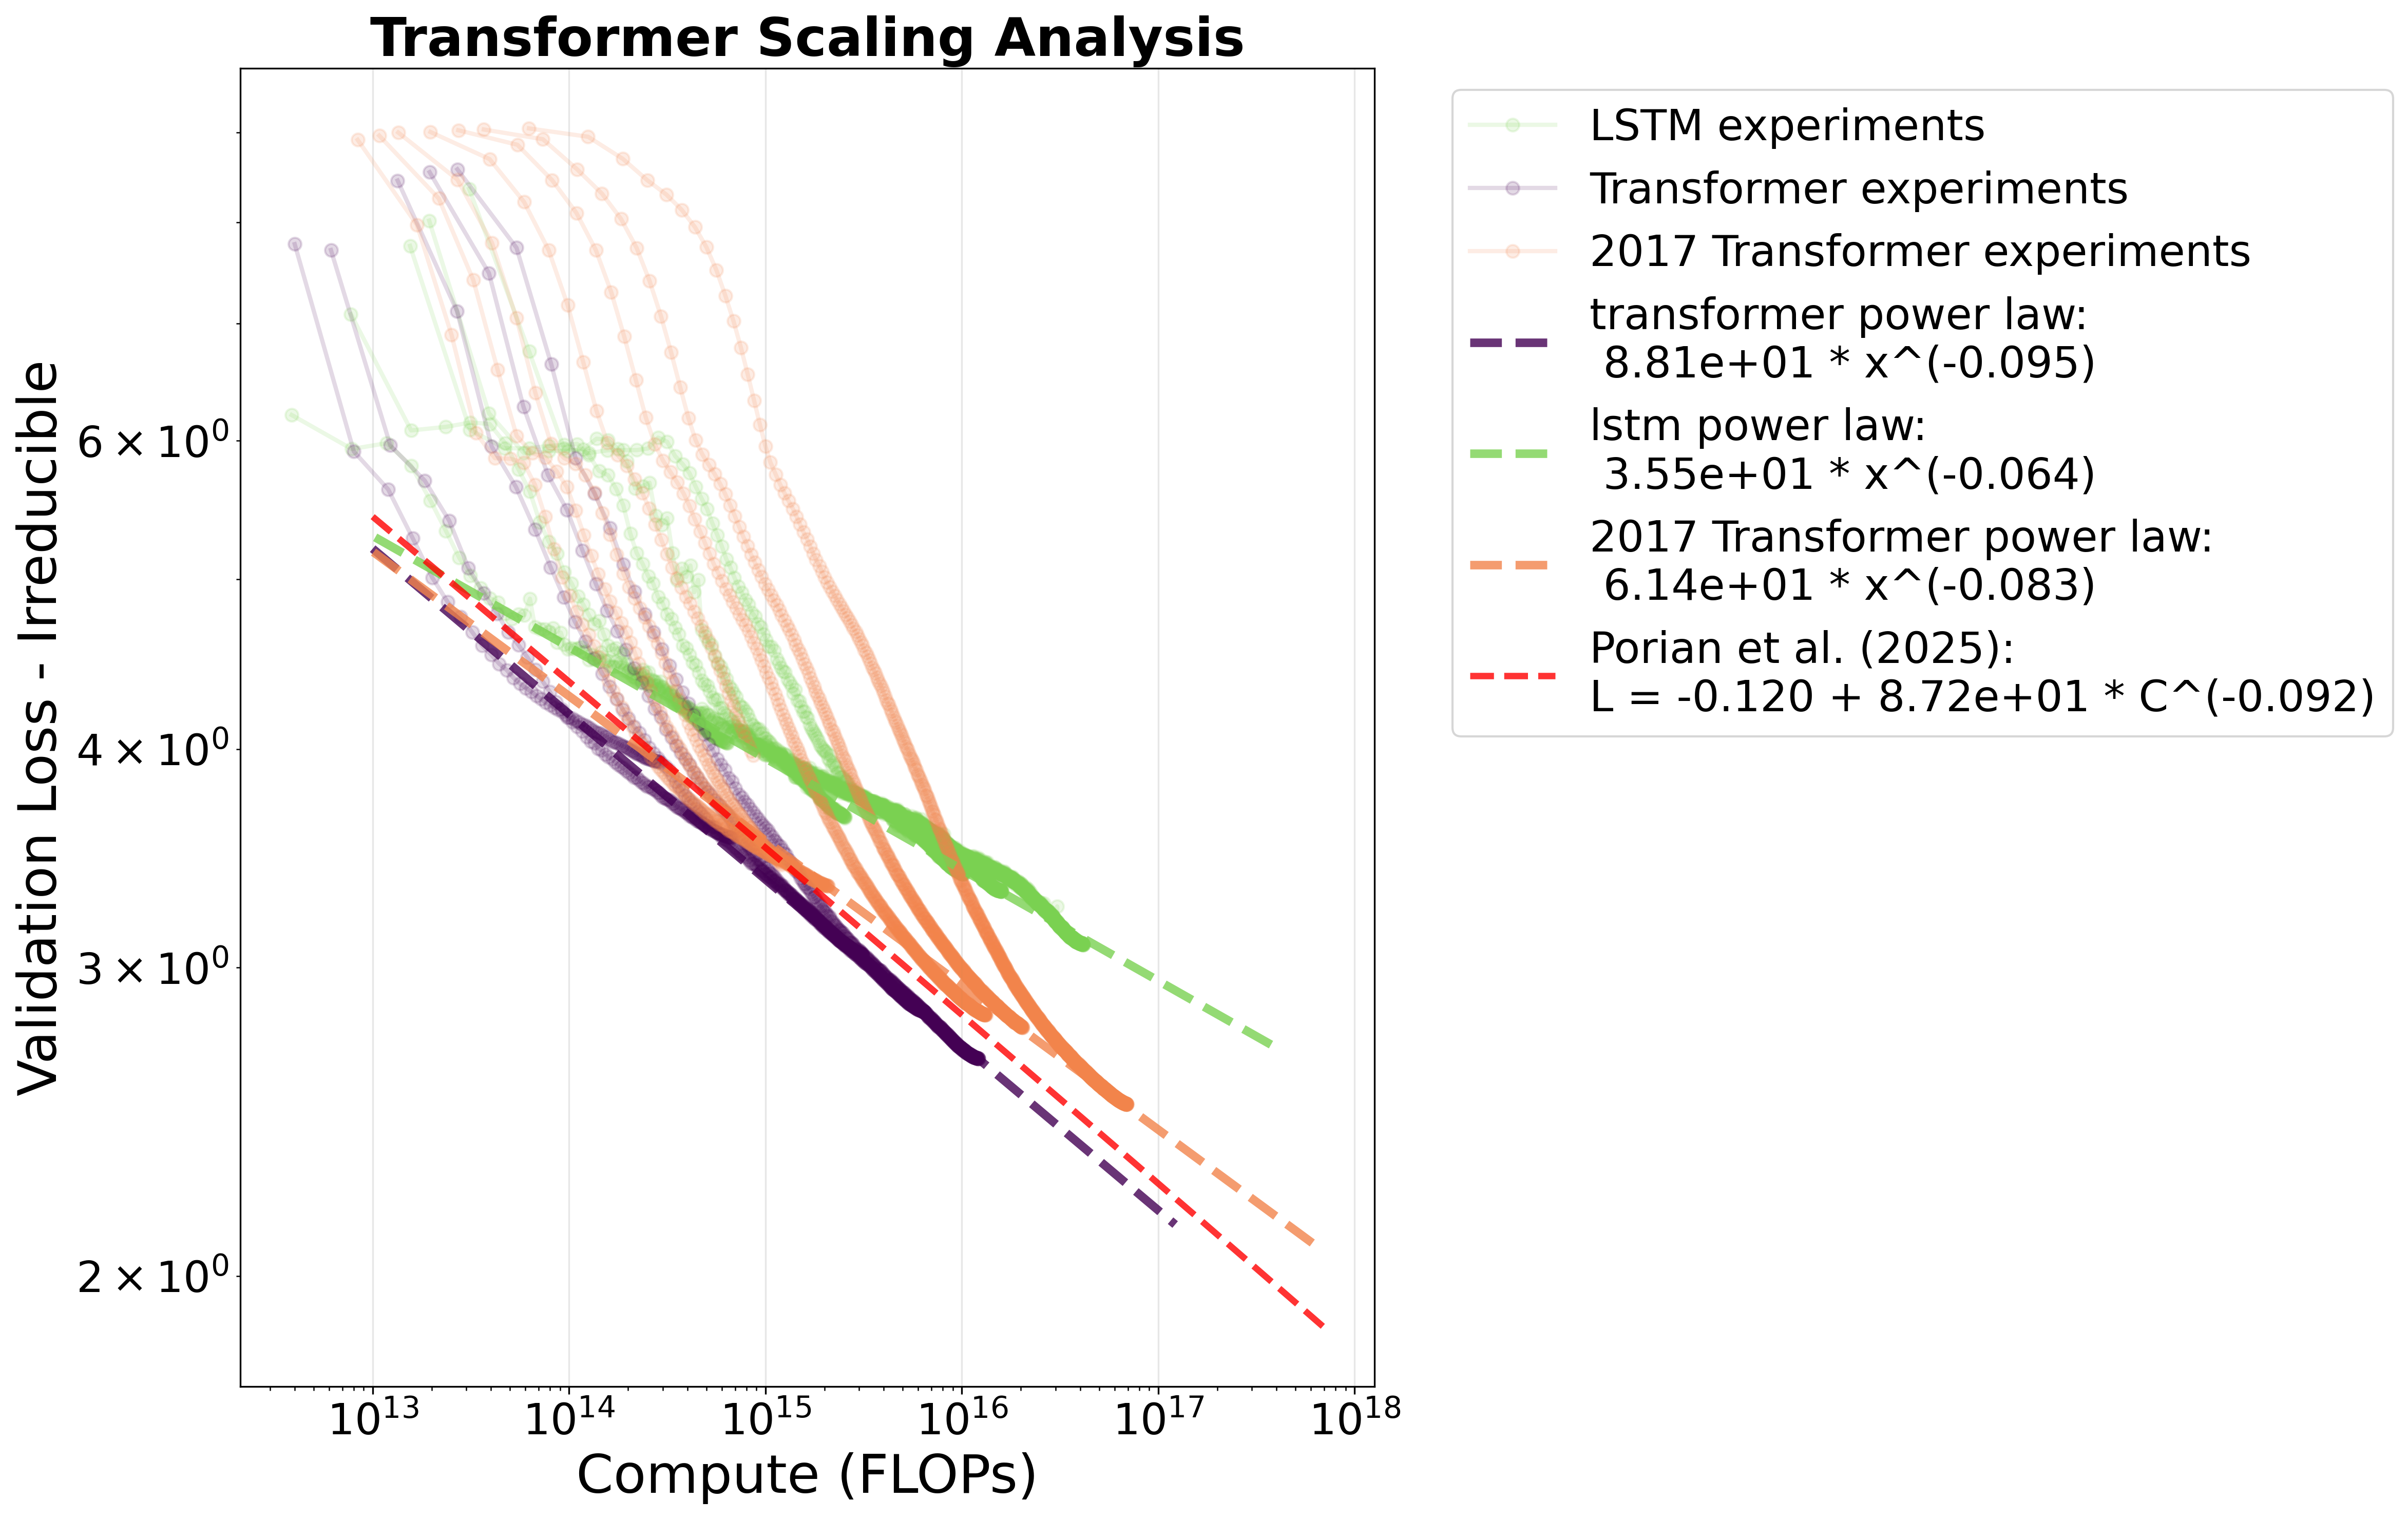 Transformer Scaling Analysis
Validation Loss - Irreducible
6 × 10⁰
4 × 10⁰
3 × 10⁰
2 × 10⁰
10¹³ 10¹⁴ 10¹⁵ 10¹⁶ 10¹⁷ 10¹⁸
Compute (FLOPs)
LSTM experiments
Transformer experiments
2017 Transformer experiments
transformer power law:
8.81e+01 * x^(-0.095)
lstm power law:
3.55e+01 * x^(-0.064)
2017 Transformer power law:
6.14e+01 * x^(-0.083)
Porian et al. (2025):
L = -0.120 + 8.72e+01 * C^(-0.092)